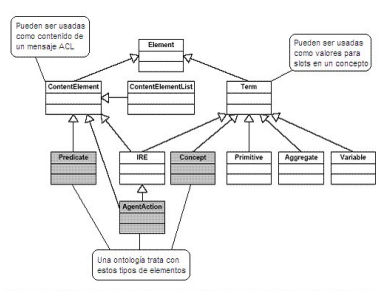 Pueden ser usadas
como contenido de
un mensaje ACL
Element
Pueden ser usadas
como valores para
slots en un concepto
ContentElement
ContentElementList
Term
Predicate
IRE
Concept
Primitive
Aggregate
Variable
AgentAction
Una ontología trata con
estos tipos de elementos